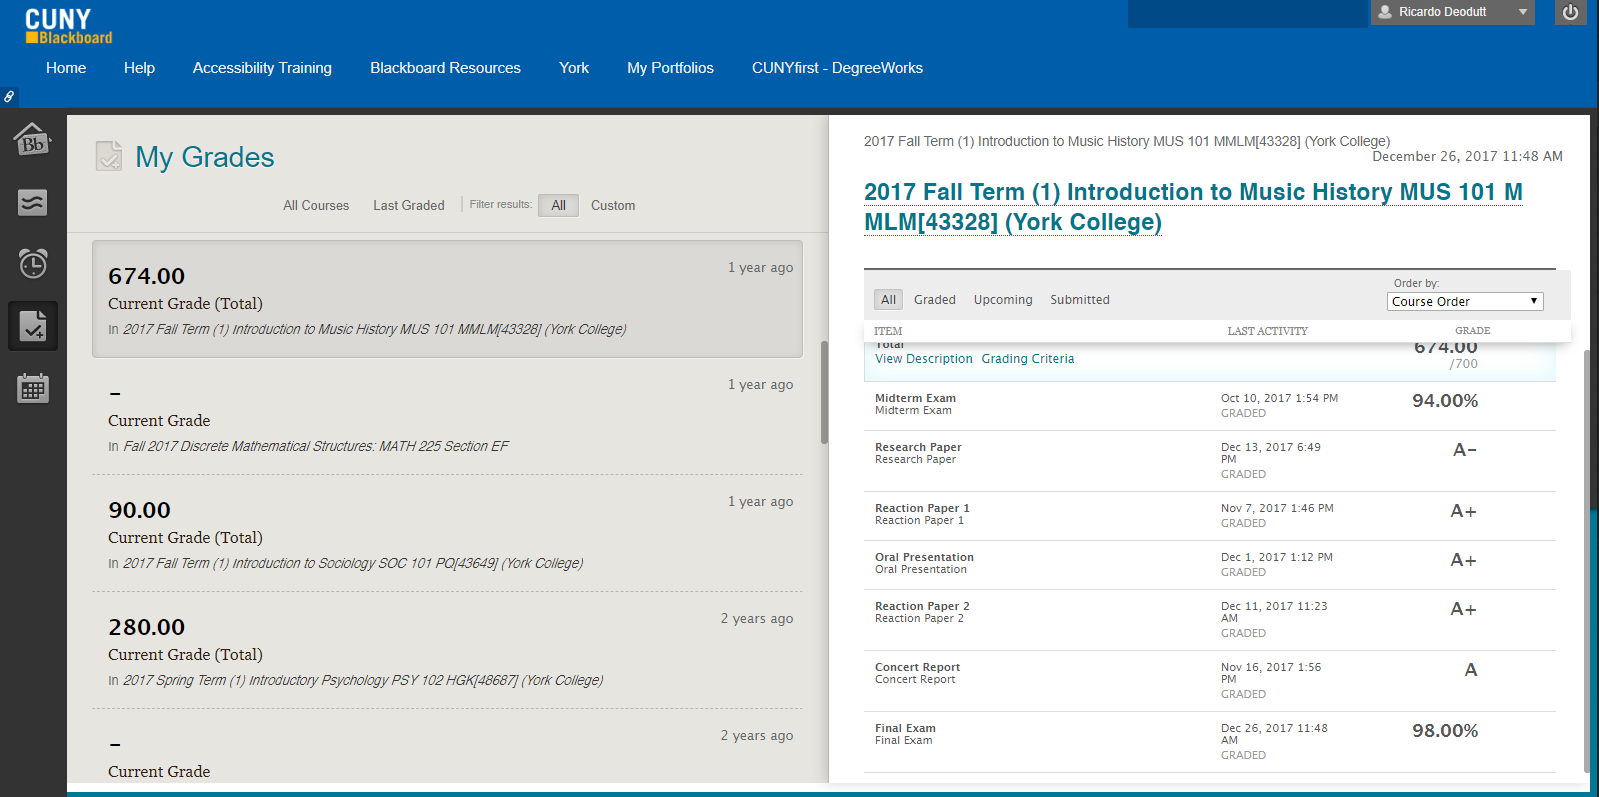 CUNY
Blackboard
Ricardo Deodutt
Home Help Accessibility Training Blackboard Resources York My Portfolios CUNYfirst - DegreeWorks
Bb
My Grades
All Courses Last Graded Filter results: All Custom
674.00 1 year ago
Current Grade (Total)
In 2017 Fall Term (1) Introduction to Music History MUS 101 MMLM[43328] (York College)
– 1 year ago
Current Grade
In Fall 2017 Discrete Mathematical Structures: MATH 225 Section EF
90.00 1 year ago
Current Grade (Total)
In 2017 Fall Term (1) Introduction to Sociology SOC 101 PQ[43649] (York College)
280.00 2 years ago
Current Grade (Total)
In 2017 Spring Term (1) Introductory Psychology PSY 102 HGK[48687] (York College)
– 2 years ago
Current Grade
2017 Fall Term (1) Introduction to Music History MUS 101 MMLM[43328] (York College)
December 26, 2017 11:48 AM
2017 Fall Term (1) Introduction to Music History MUS 101 M
MLM[43328] (York College)
All Graded Upcoming Submitted
Order by:
Course Order
ITEM LAST ACTIVITY GRADE
Total 674.00
View Description Grading Criteria /700
Midterm Exam Oct 10, 2017 1:54 PM 94.00%
Midterm Exam GRADED
Research Paper Dec 13, 2017 6:49 A-
Research Paper PM
GRADED
Reaction Paper 1 Nov 7, 2017 1:46 PM A+
Reaction Paper 1 GRADED
Oral Presentation Dec 1, 2017 1:12 PM A+
Oral Presentation GRADED
Reaction Paper 2 Dec 11, 2017 11:23 A+
Reaction Paper 2 AM
GRADED
Concert Report Nov 16, 2017 1:56 A
Concert Report PM
GRADED
Final Exam Dec 26, 2017 11:48 98.00%
Final Exam AM
GRADED